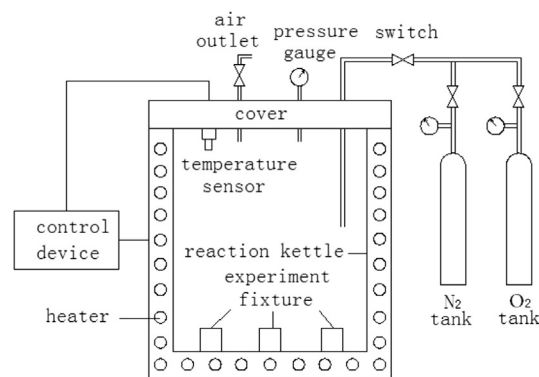 air
outlet
pressure
gauge
switch
cover
temperature
sensor
control
device
reaction kettle
experiment
fixture
heater
N2
tank
O2
tank